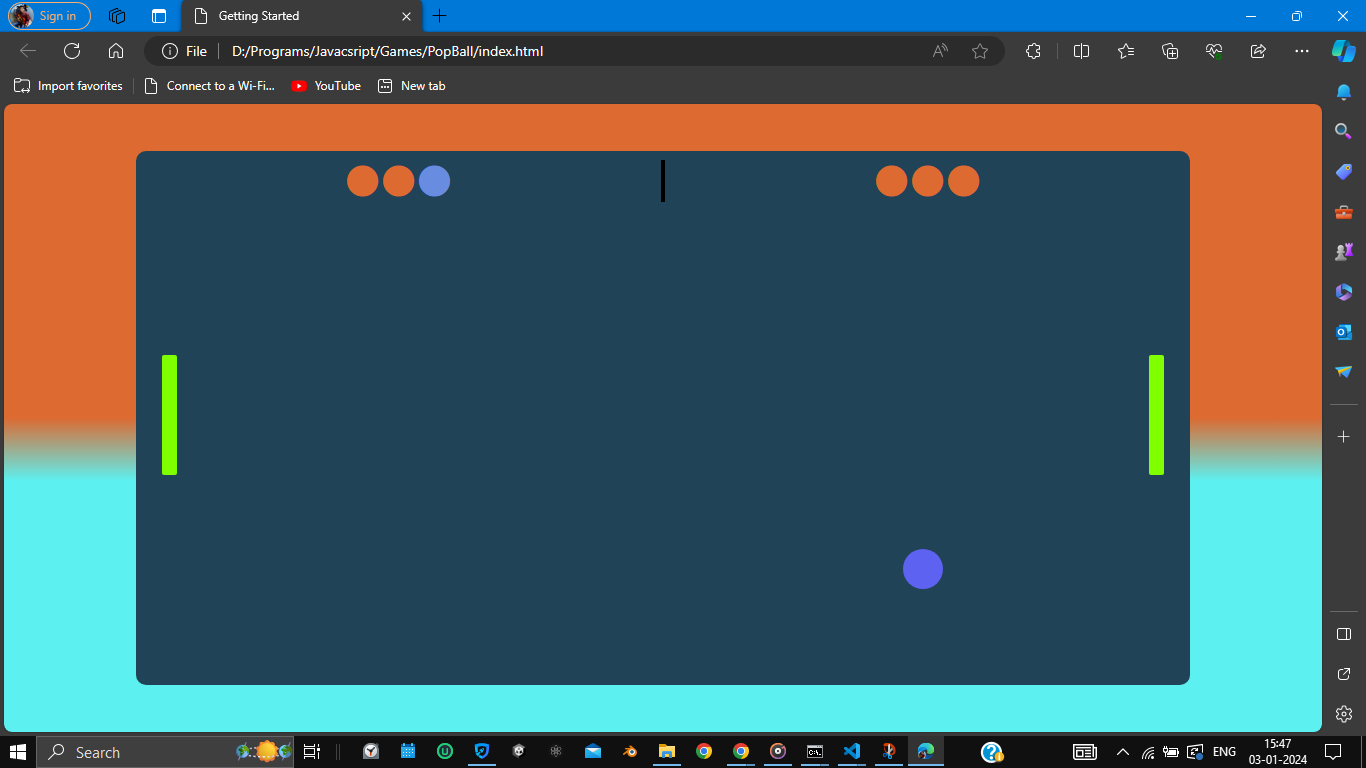 Sign in
Getting Started
File
D:/Programs/Javacsript/Games/PopBall/index.html
Import favorites
Connect to a Wi-Fi...
YouTube
New tab
Search
ENG
15:47
03-01-2024